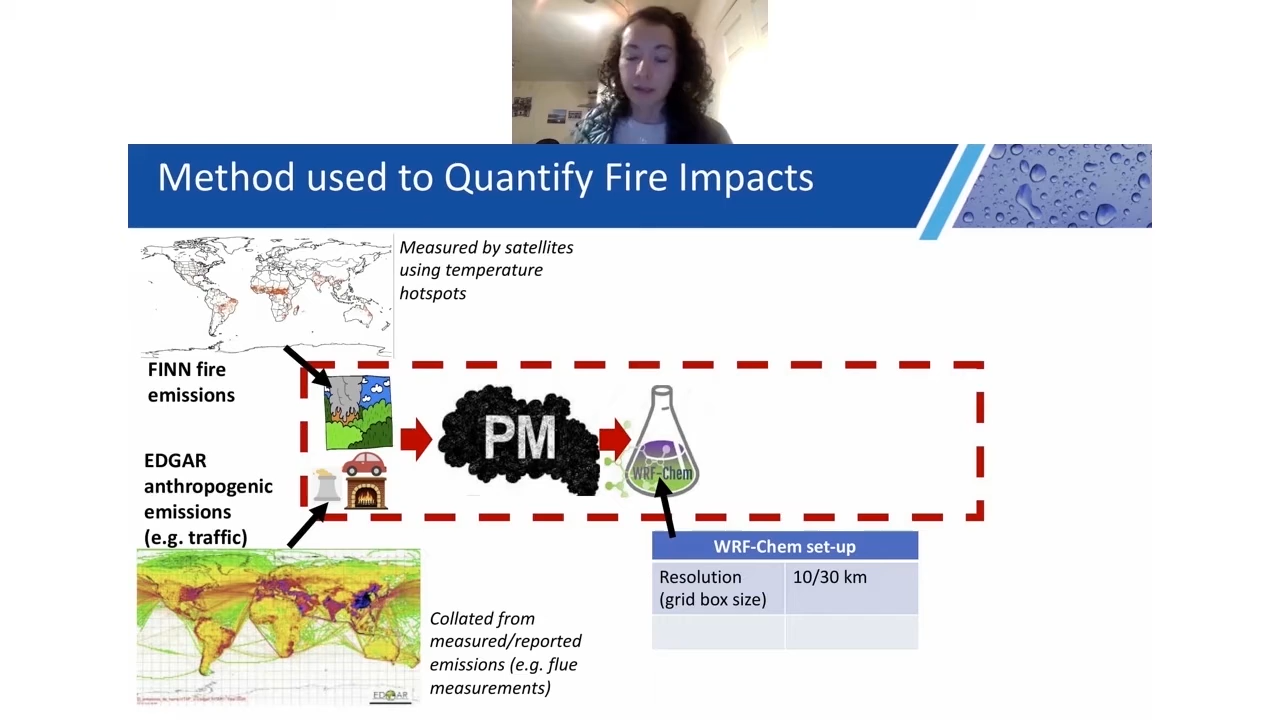 Method used to Quantify Fire Impacts
Measured by satellites
using temperature
hotspots
FINN fire
emissions
PM
WRF-Chem
EDGAR
anthropogenic
emissions
(e.g. traffic)
WRF-Chem set-up
Resolution
(grid box size)
10/30 km
Collated from
measured/reported
emissions (e.g. flue
measurements)
EDGAR